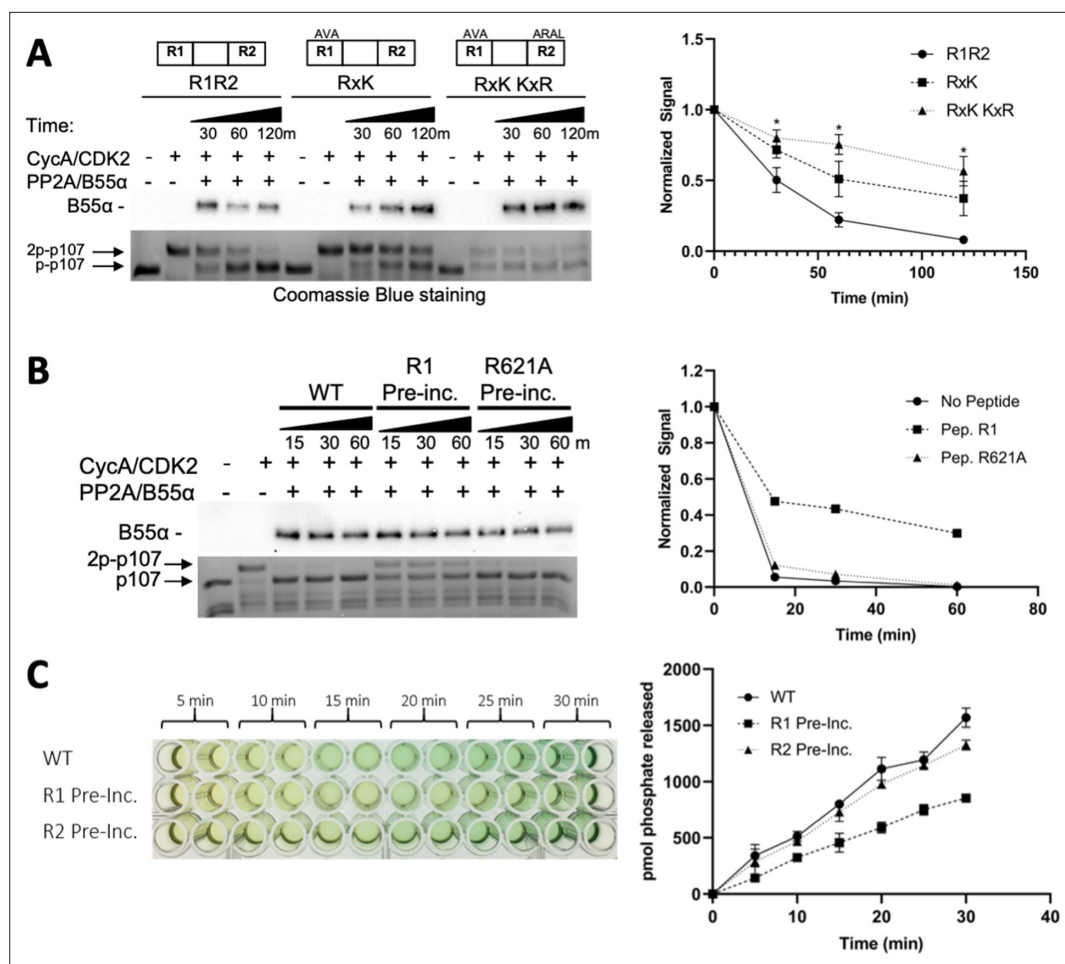 A
AVA AVA ARAL
R1 R2 R1 R2 R1 R2
R1R2 RxK RxK KxR
Time: 30 60 120m 30 60 120m 30 60 120m
CycA/CDK2 - + + + + - + + + + - + + + +
PP2A/B55α - - + + + - - + + + - - + + +
B55α -
2p-p107
p-p107
Coomassie Blue staining
Normalized Signal
1.5
1.0
0.5
0.0
0 50 100 150
Time (min)
R1R2
RxK
RxK KxR
* * *
B
R1 R621A
WT Pre-inc. Pre-inc.
15 30 60 15 30 60 15 30 60 m
CycA/CDK2 - + + + + + + + + + +
PP2A/B55α - - + + + + + + + + +
B55α -
2p-p107
p107
Normalized Signal
1.2
1.0
0.8
0.6
0.4
0.2
0.0
0 20 40 60 80
Time (min)
No Peptide
Pep. R1
Pep. R621A
C
5 min 10 min 15 min 20 min 25 min 30 min
WT
R1 Pre-Inc.
R2 Pre-Inc.
pmol phosphate released
2000
1500
1000
500
0
0 10 20 30 40
Time (min)
WT
R1 Pre-Inc.
R2 Pre-Inc.